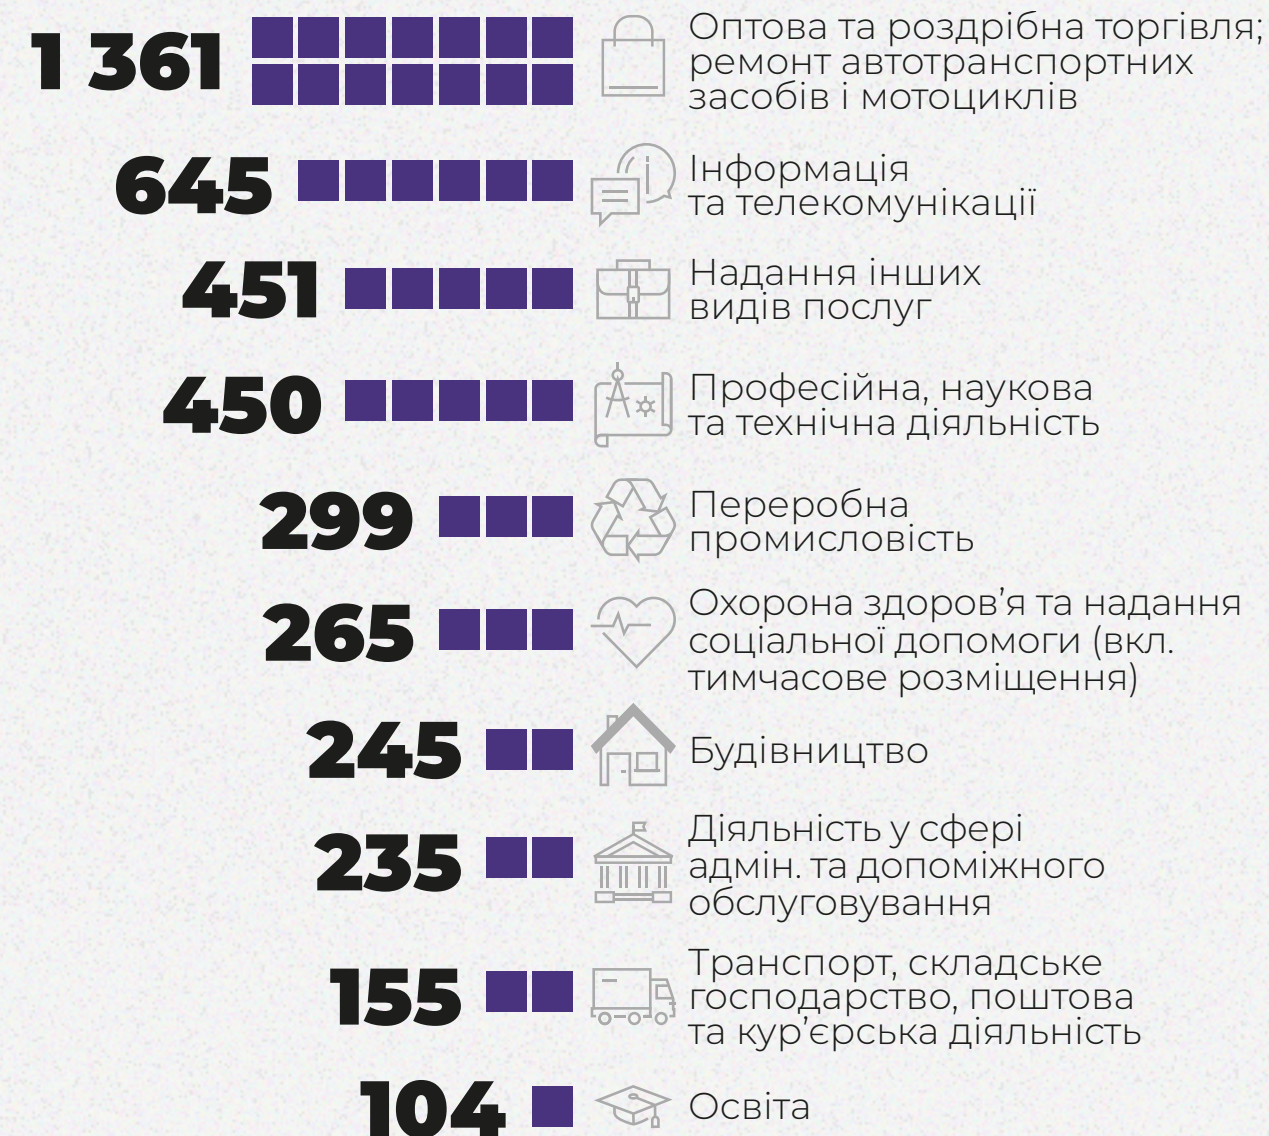 1 361
Оптова та роздрібна торгівля;
ремонт автотранспортних
засобів і мотоциклів
645
Інформація
та телекомунікації
451
Надання інших
видів послуг
450
Професійна, наукова
та технічна діяльність
299
Переробна
промисловість
265
Охорона здоров’я та надання
соціальної допомоги (вкл.
тимчасове розміщення)
245
Будівництво
235
Діяльність у сфері
адмін. та допоміжного
обслуговування
155
Транспорт, складське
господарство, поштова
та кур’єрська діяльність
104
Освіта